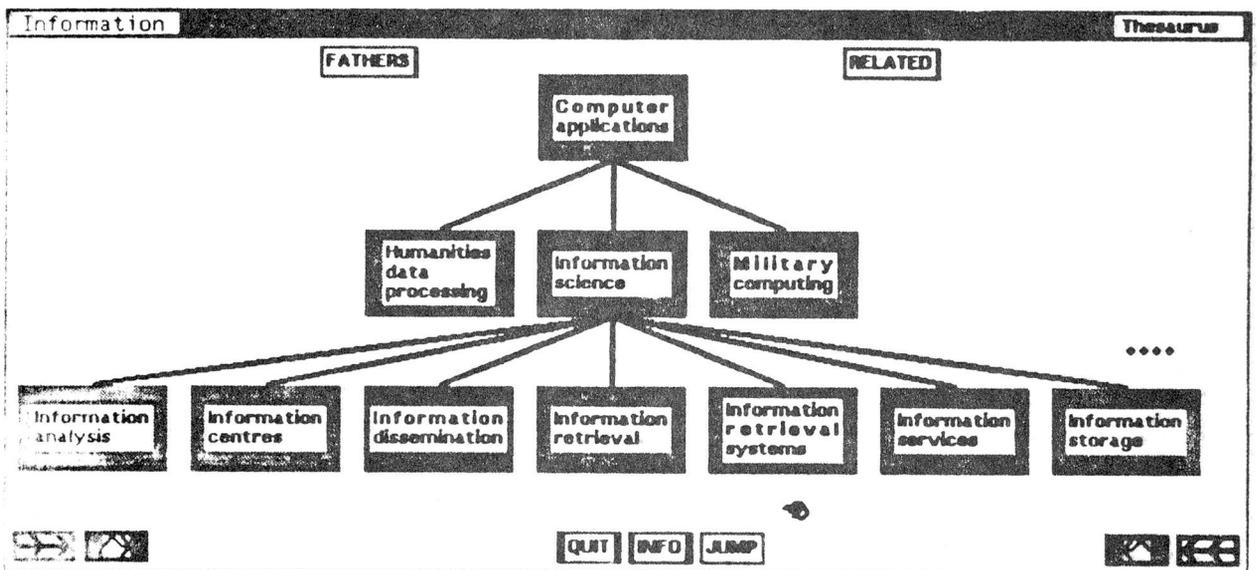 Information
Thesaurus
FATHERS
RELATED
Computer
applications
Humanities
data
processing
Information
science
Military
computing
Information
analysis
Information
centres
Information
dissemination
Information
retrieval
Information
retrieval
systems
Information
services
Information
storage
QUIT
INFO
JUMP